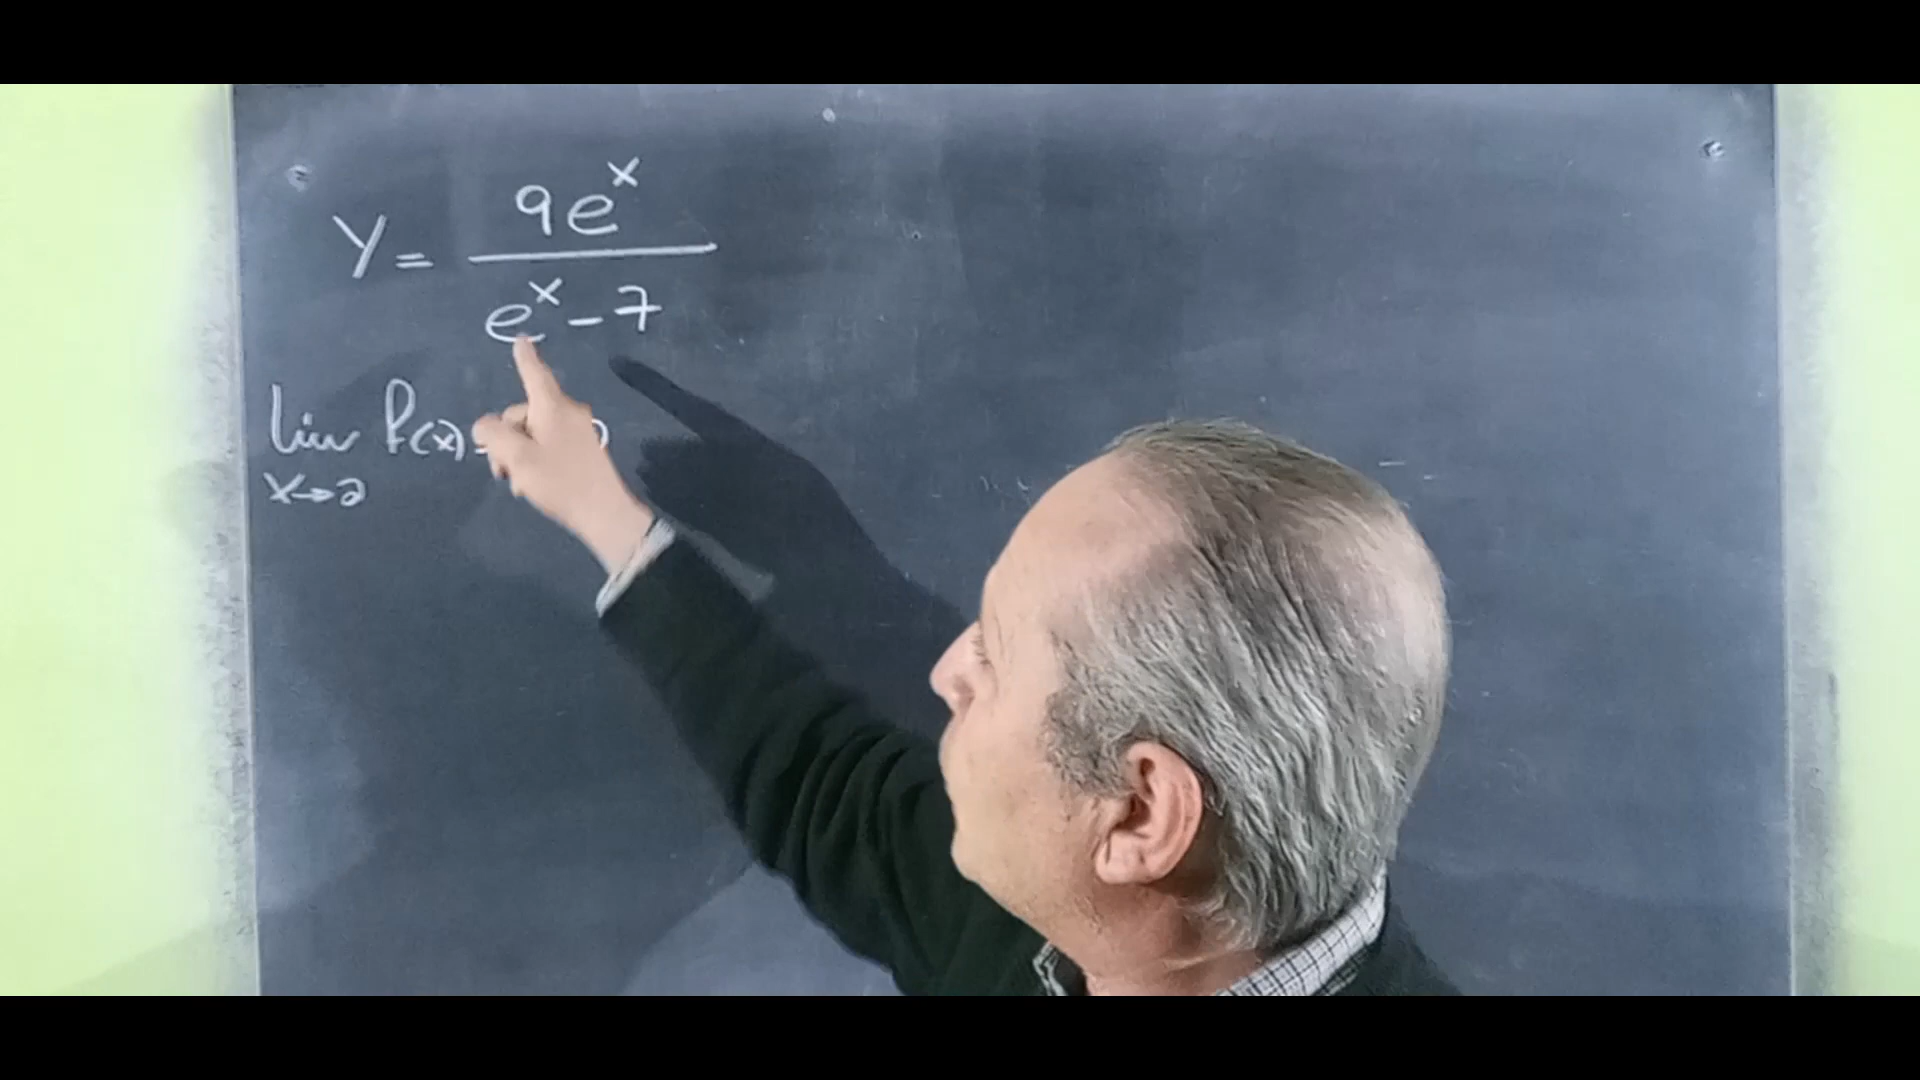 Y = 9e^x / (e^x - 7)
lim f(x) =
x→a